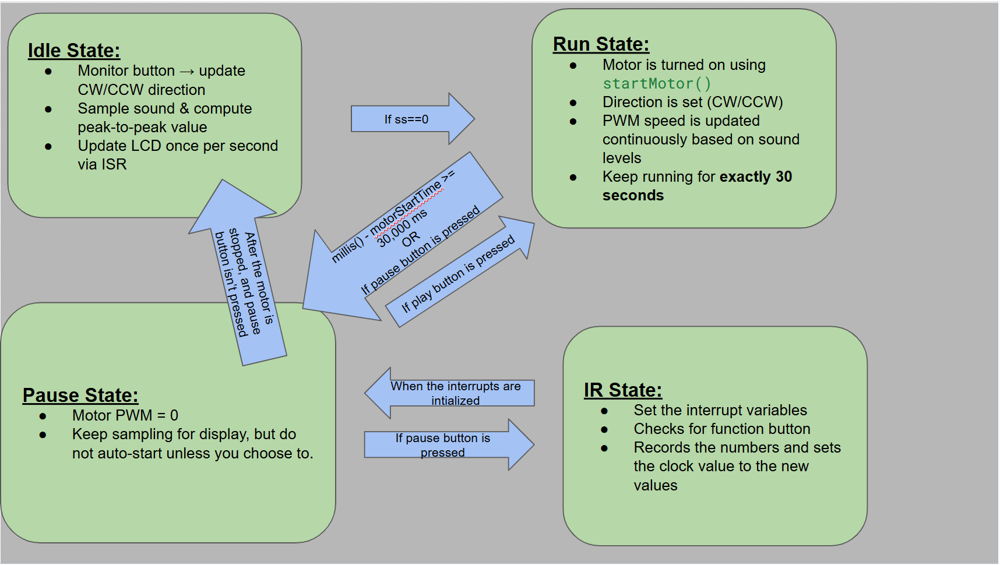 Idle State:
● Monitor button → update
CW/CCW direction
● Sample sound & compute
peak-to-peak value
● Update LCD once per second
via ISR
If ss==0
Run State:
● Motor is turned on using
startMotor()
● Direction is set (CW/CCW)
● PWM speed is updated
continuously based on sound
levels
● Keep running for exactly 30
seconds
millis() - motorStartTime >=
30,000 ms
OR
If pause button is pressed
If play button is pressed
After the motor is
stopped, and pause
button isn't pressed
Pause State:
● Motor PWM = 0
● Keep sampling for display, but do
not auto-start unless you choose to.
When the interrupts are
intialized
If pause button is
pressed
IR State:
● Set the interrupt variables
● Checks for function button
● Records the numbers and sets
the clock value to the new
values